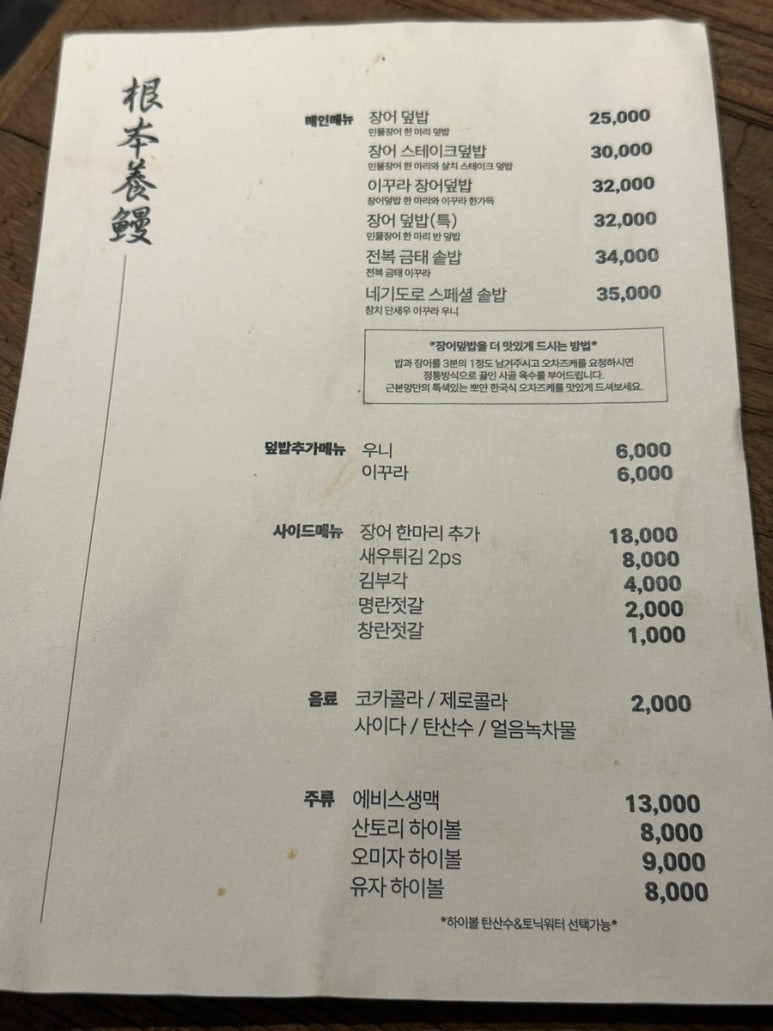 根本養鰻
메인메뉴 장어 덮밥 25,000
민물장어 한 마리 덮밥
장어 스테이크덮밥 30,000
민물장어 한 마리와 살치 스테이크 덮밥
이꾸라 장어덮밥 32,000
장어덮밥 한 마리와 이꾸라 한가득
장어 덮밥(특) 32,000
민물장어 한 마리 반 덮밥
전복 금태 솥밥 34,000
전복 금태 이꾸라
네기도로 스페셜 솥밥 35,000
참치 단새우 이꾸라 우니
*장어덮밥을 더 맛있게 드시는 방법*
밥과 장어를 3분의 1정도 남겨주시고 오차즈케를 요청하시면
정통방식으로 끓인 사골 육수를 부어드립니다.
근본양만의 특색있는 뽀얀 한국식 오차즈케를 맛있게 드셔보세요.
덮밥추가메뉴 우니 6,000
이꾸라 6,000
사이드메뉴 장어 한마리 추가 18,000
새우튀김 2ps 8,000
김부각 4,000
명란젓갈 2,000
창란젓갈 1,000
음료 코카콜라 / 제로콜라 2,000
사이다 / 탄산수 / 얼음녹차물
주류 에비스생맥 13,000
산토리 하이볼 8,000
오미자 하이볼 9,000
유자 하이볼 8,000
*하이볼 탄산수&토닉워터 선택가능*